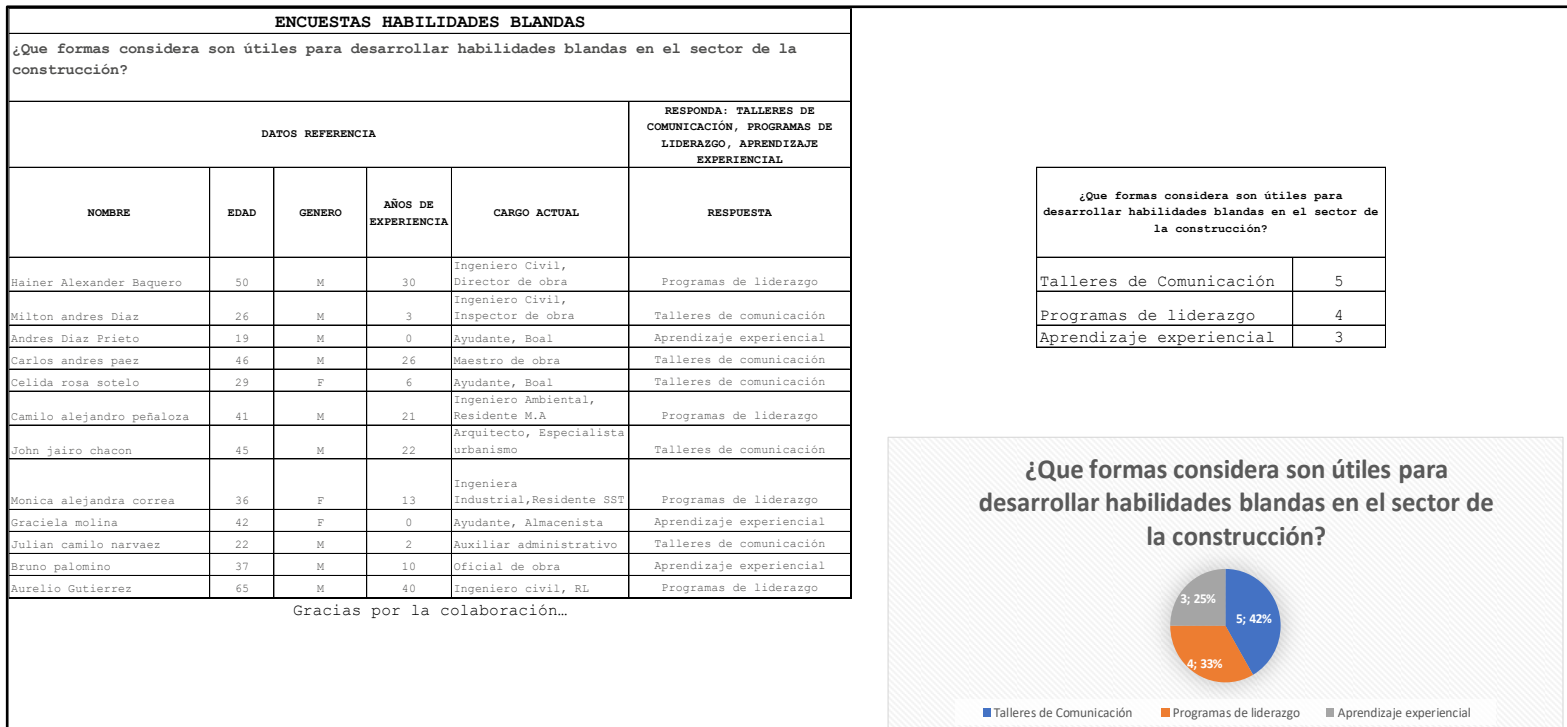 ENCUESTAS HABILIDADES BLANDAS
¿Que formas considera son útiles para desarrollar habilidades blandas en el sector de la
construcción?
DATOS REFERENCIA
RESPONDA: TALLERES DE
COMUNICACIÓN, PROGRAMAS DE
LIDERAZGO, APRENDIZAJE
EXPERIENCIAL
NOMBRE EDAD GENERO AÑOS DE EXPERIENCIA CARGO ACTUAL RESPUESTA
Hainer Alexander Baquero 50 M 30 Ingeniero Civil, Director de obra Programas de liderazgo
Milton andres Diaz 26 M 3 Ingeniero Civil, Inspector de obra Talleres de comunicación
Andres Diaz Prieto 19 M 0 Ayudante, Boal Aprendizaje experiencial
Carlos andres paez 46 M 26 Maestro de obra Talleres de comunicación
Celida rosa sotelo 29 F 6 Ayudante, Boal Talleres de comunicación
Camilo alejandro peñaloza 41 M 21 Ingeniero Ambiental, Residente M.A Programas de liderazgo
John jairo chacon 45 M 22 Arquitecto, Especialista urbanismo Talleres de comunicación
Monica alejandra correa 36 F 13 Ingeniera Industrial,Residente SST Programas de liderazgo
Graciela molina 42 F 0 Ayudante, Almacenista Aprendizaje experiencial
Julian camilo narvaez 22 M 2 Auxiliar administrativo Talleres de comunicación
Bruno palomino 37 M 10 Oficial de obra Aprendizaje experiencial
Aurelio Gutierrez 65 M 40 Ingeniero civil, RL Programas de liderazgo
Gracias por la colaboración…
¿Que formas considera son útiles para
desarrollar habilidades blandas en el sector de
la construcción?
Talleres de Comunicación 5
Programas de liderazgo 4
Aprendizaje experiencial 3
¿Que formas considera son útiles para
desarrollar habilidades blandas en el sector de
la construcción?
3; 25%
5; 42%
4; 33%
Talleres de Comunicación Programas de liderazgo Aprendizaje experiencial